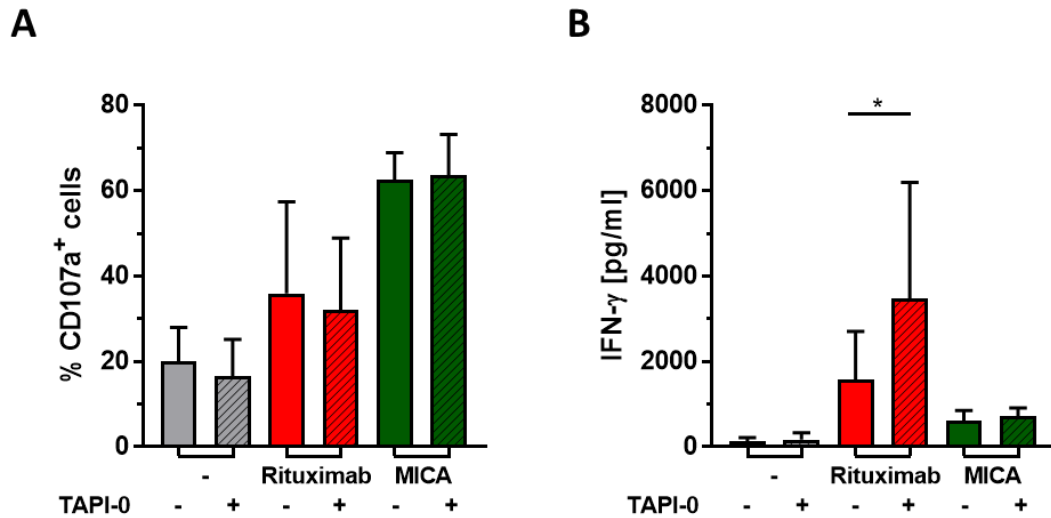 A
% CD107a+ cells
80
60
40
20
0
- Rituximab MICA
TAPI-0 - + - + - +
B
IFN-γ [pg/ml]
8000
6000
4000
2000
0
*
- Rituximab MICA
TAPI-0 - + - + - +